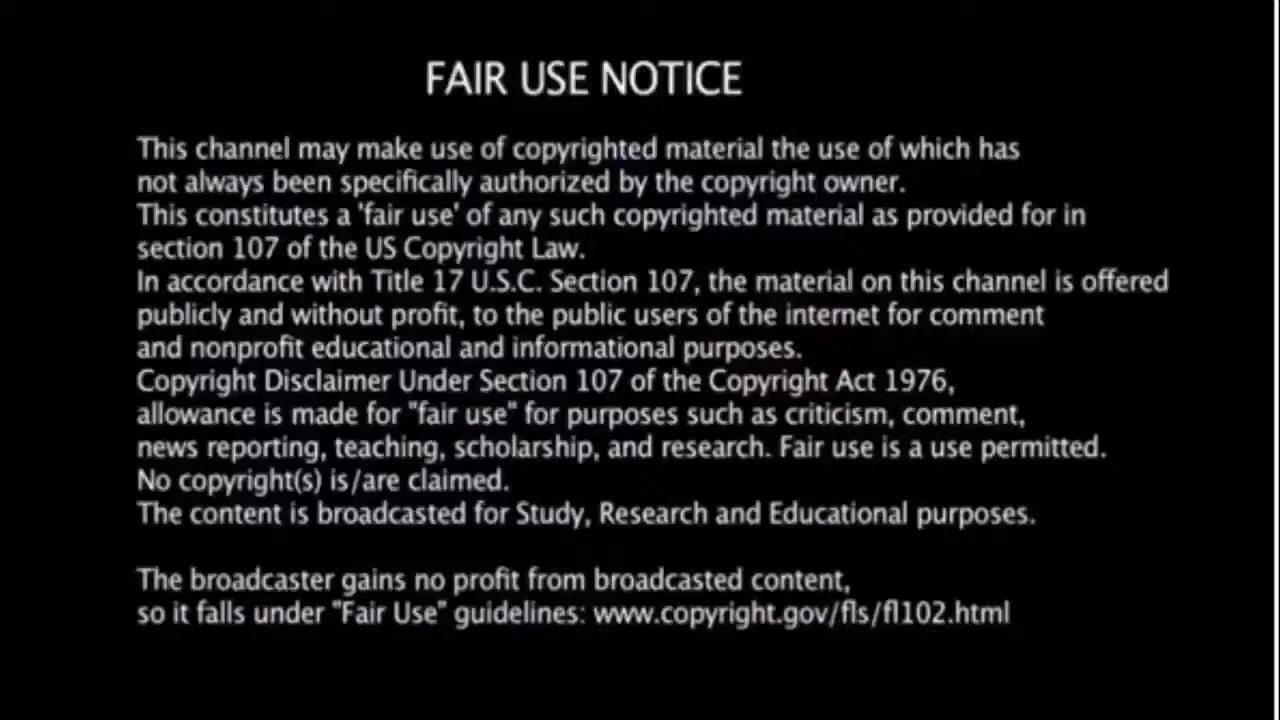 FAIR USE NOTICE
This channel may make use of copyrighted material the use of which has
not always been specifically authorized by the copyright owner.
This constitutes a 'fair use' of any such copyrighted material as provided for in
section 107 of the US Copyright Law.
In accordance with Title 17 U.S.C. Section 107, the material on this channel is offered
publicly and without profit, to the public users of the internet for comment
and nonprofit educational and informational purposes.
Copyright Disclaimer Under Section 107 of the Copyright Act 1976,
allowance is made for "fair use" for purposes such as criticism, comment,
news reporting, teaching, scholarship, and research. Fair use is a use permitted.
No copyright(s) is/are claimed.
The content is broadcasted for Study, Research and Educational purposes.
The broadcaster gains no profit from broadcasted content,
so it falls under "Fair Use" guidelines: www.copyright.gov/fls/fl102.html